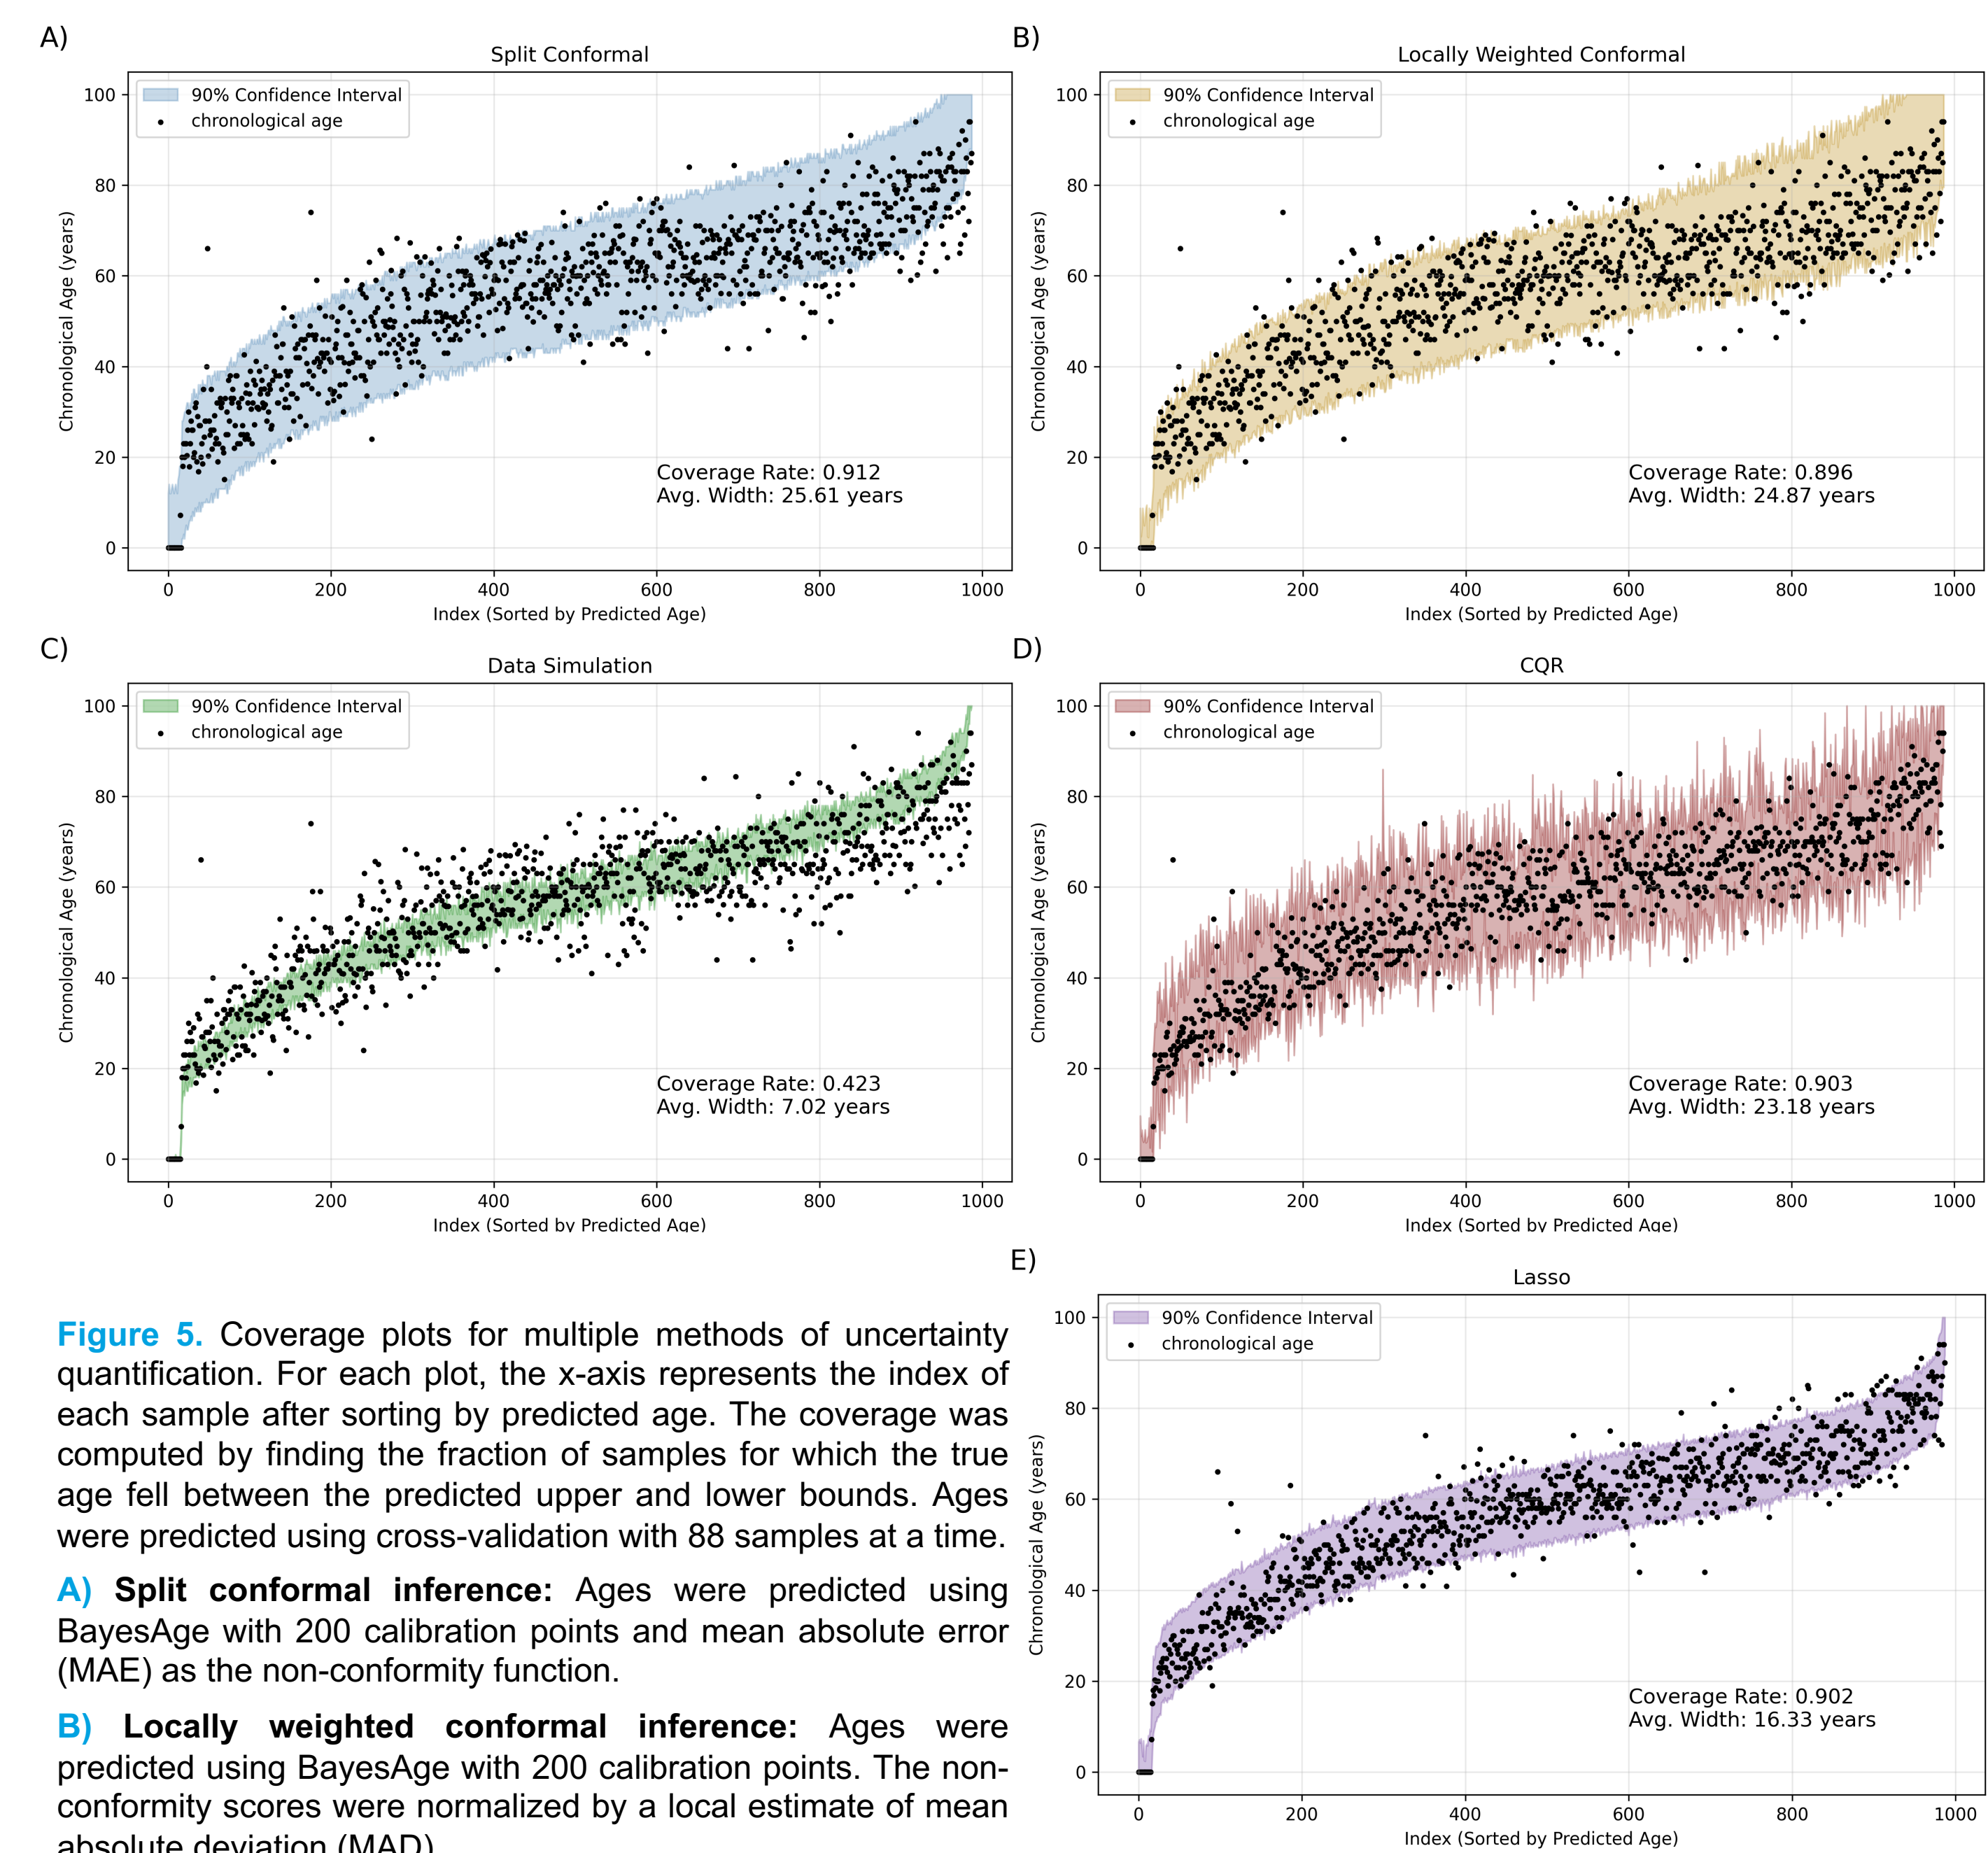 A)
Split Conformal
90% Confidence Interval
chronological age
Chronological Age (years)
100
80
60
40
20
0
Coverage Rate: 0.912
Avg. Width: 25.61 years
0 200 400 600 800 1000
Index (Sorted by Predicted Age)
B)
Locally Weighted Conformal
90% Confidence Interval
chronological age
Chronological Age (years)
100
80
60
40
20
0
Coverage Rate: 0.896
Avg. Width: 24.87 years
0 200 400 600 800 1000
Index (Sorted by Predicted Age)
C)
Data Simulation
90% Confidence Interval
chronological age
Chronological Age (years)
100
80
60
40
20
0
Coverage Rate: 0.423
Avg. Width: 7.02 years
0 200 400 600 800 1000
Index (Sorted by Predicted Age)
D)
CQR
90% Confidence Interval
chronological age
Chronological Age (years)
100
80
60
40
20
0
Coverage Rate: 0.903
Avg. Width: 23.18 years
0 200 400 600 800 1000
Index (Sorted by Predicted Age)
E)
Lasso
90% Confidence Interval
chronological age
Chronological Age (years)
100
80
60
40
20
0
Coverage Rate: 0.902
Avg. Width: 16.33 years
0 200 400 600 800 1000
Index (Sorted by Predicted Age)
Figure 5. Coverage plots for multiple methods of uncertainty
quantification. For each plot, the x-axis represents the index of
each sample after sorting by predicted age. The coverage was
computed by finding the fraction of samples for which the true
age fell between the predicted upper and lower bounds. Ages
were predicted using cross-validation with 88 samples at a time.
A) Split conformal inference: Ages were predicted using
BayesAge with 200 calibration points and mean absolute error
(MAE) as the non-conformity function.
B) Locally weighted conformal inference: Ages were
predicted using BayesAge with 200 calibration points. The non-
conformity scores were normalized by a local estimate of mean
absolute deviation (MAD)